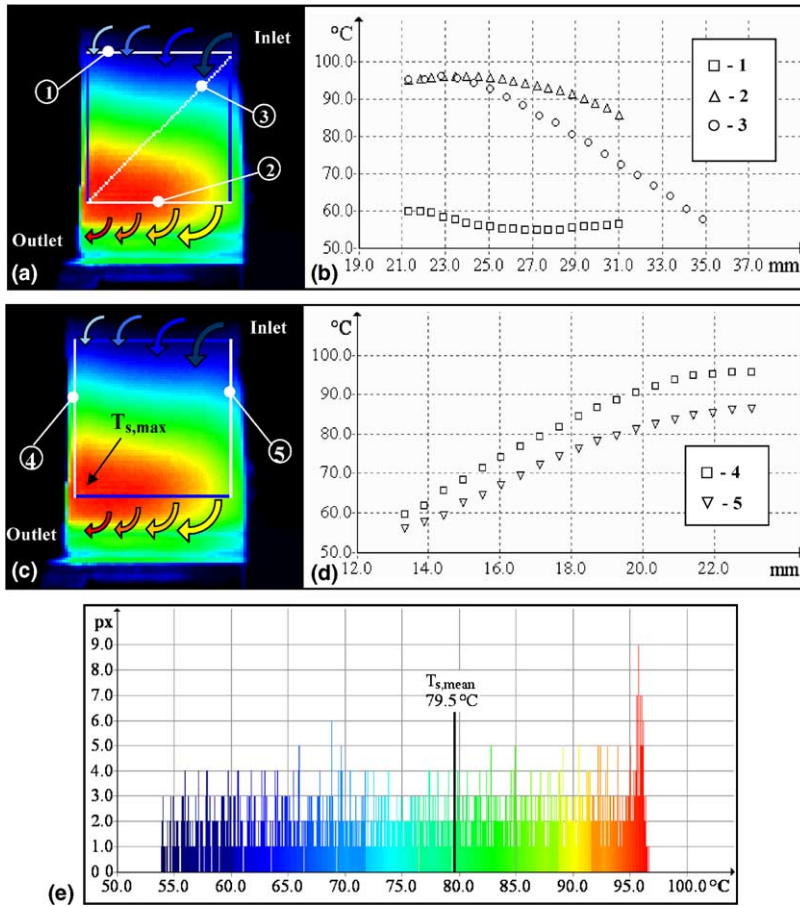 Inlet
1
3
2
Outlet
(a)
°C
100.0
90.0
80.0
70.0
60.0
50.0
19.0 21.0 23.0 25.0 27.0 29.0 31.0 33.0 35.0 37.0
mm
- 1
- 2
- 3
(b)
Inlet
4
Ts,max
5
Outlet
(c)
°C
100.0
90.0
80.0
70.0
60.0
50.0
12.0 14.0 16.0 18.0 20.0 22.0
mm
- 4
- 5
(d)
px
9.0
8.0
7.0
6.0
5.0
4.0
3.0
2.0
1.0
0 0
Ts,mean
79.5 °C
50.0 55.0 60.0 65.0 70.0 75.0 80.0 85.0 90.0 95.0 100.0 °C
(e)